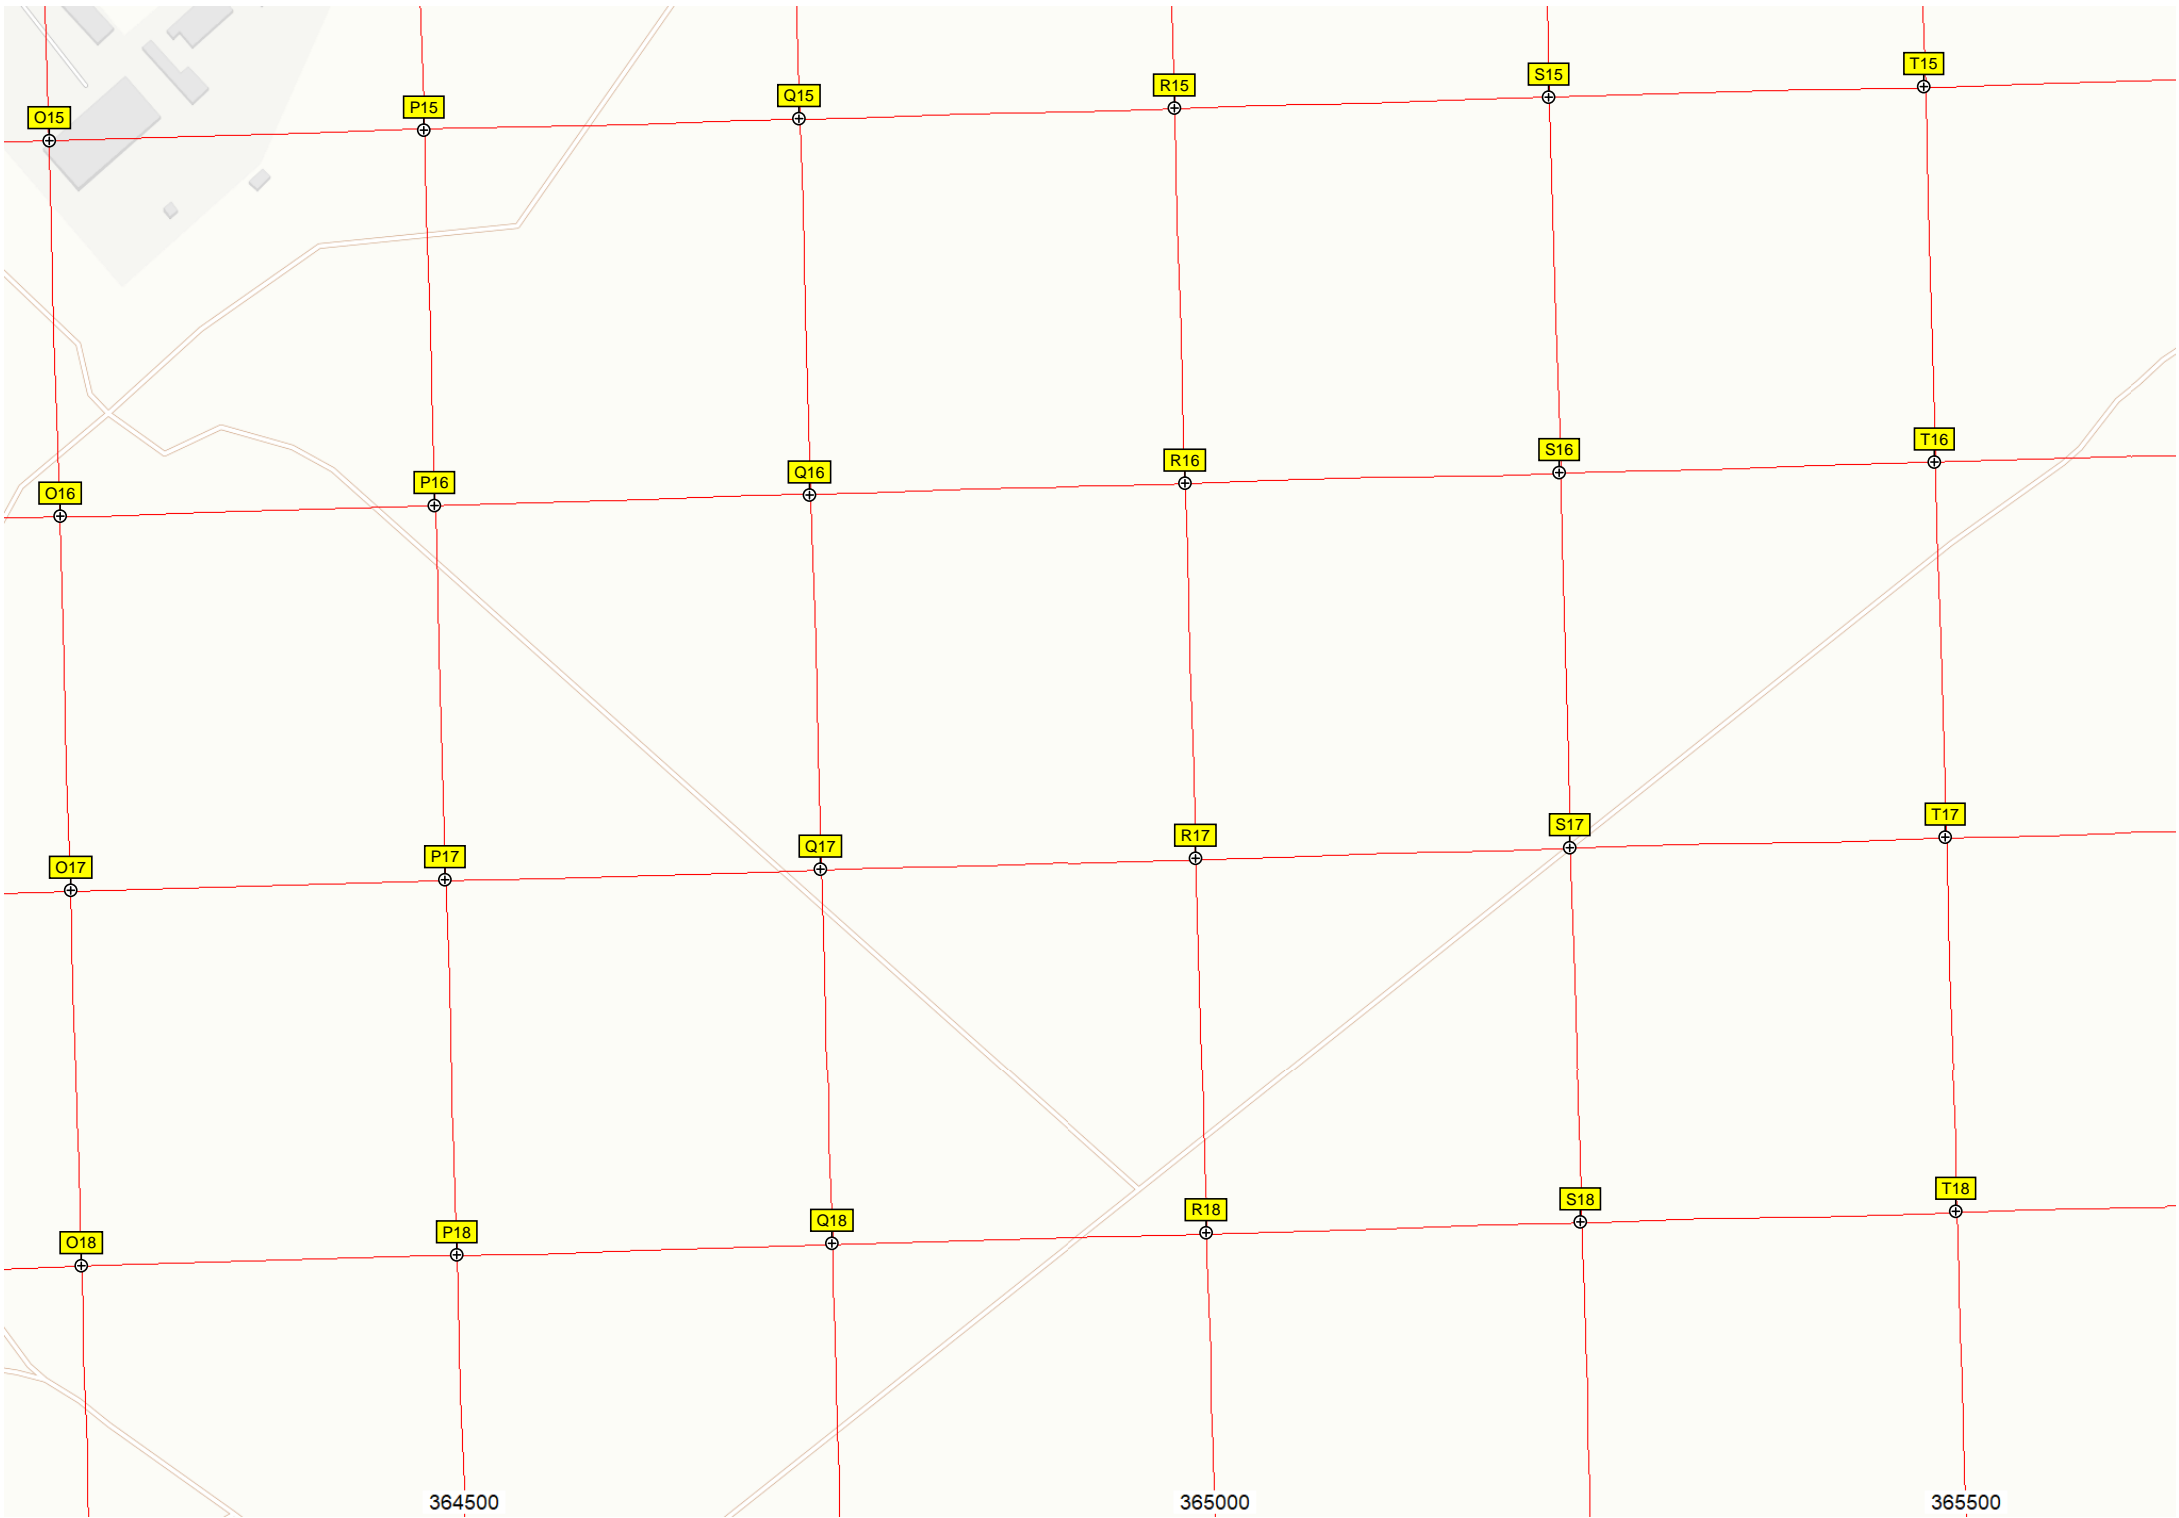 O15 P15 Q15 R15 S15 T15
O16 P16 Q16 R16 S16 T16
O17 P17 Q17 R17 S17 T17
O18 P18 Q18 R18 S18 T18
364500 365000 365500